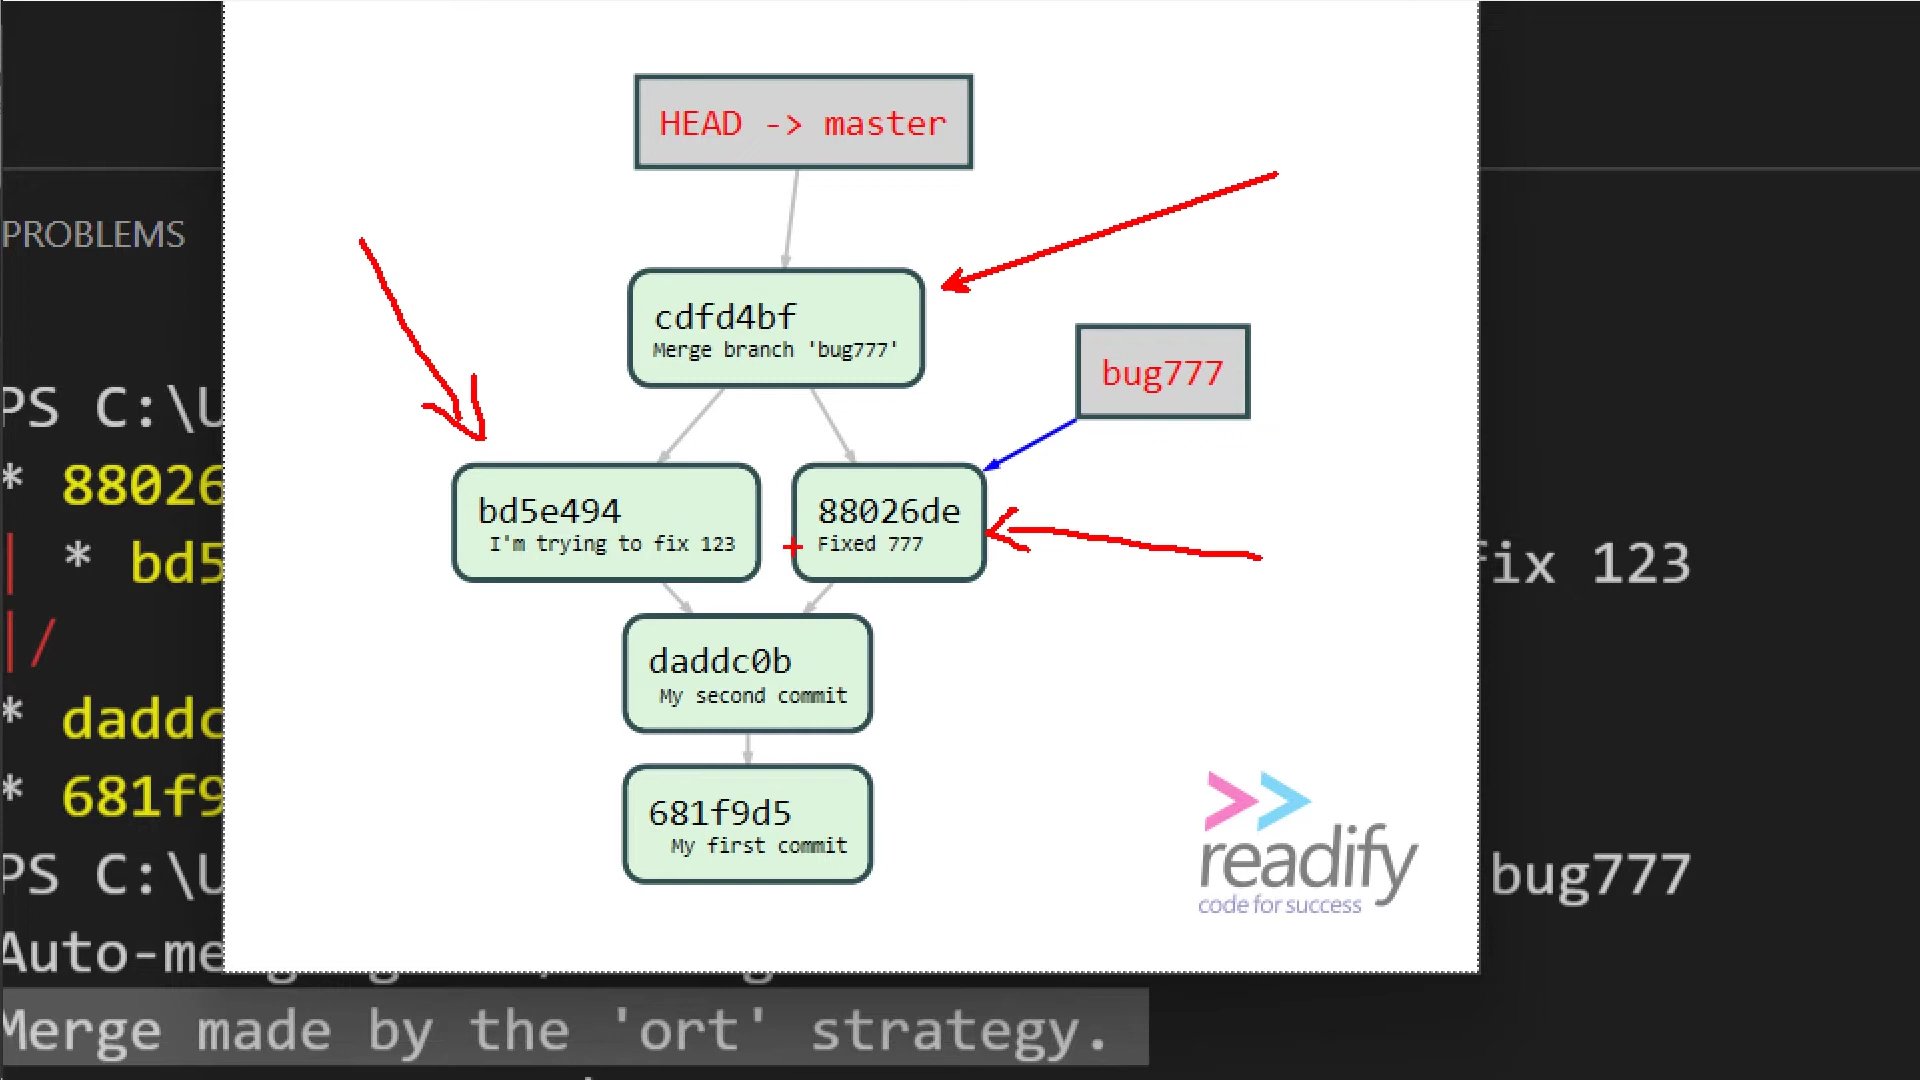 HEAD -> master
cdfd4bf
Merge branch 'bug777'
bug777
bd5e494
I'm trying to fix 123
88026de
Fixed 777
daddc0b
My second commit
681f9d5
My first commit
readify
code for success
PROBLEMS
PS C:\U
* 88026
| * bd5 fix 123
|/
* daddc
* 681f9
PS C:\U bug777
Auto-me
Merge made by the 'ort' strategy.